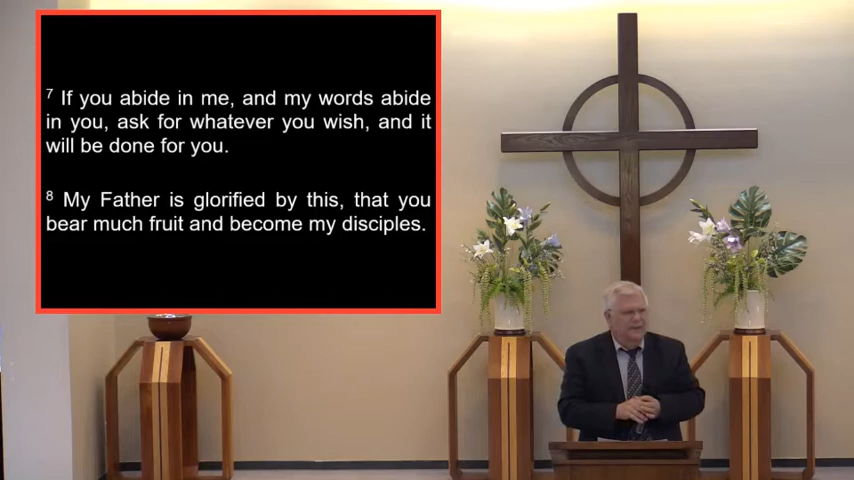 ⁷ If you abide in me, and my words abide
in you, ask for whatever you wish, and it
will be done for you.
⁸ My Father is glorified by this, that you
bear much fruit and become my disciples.